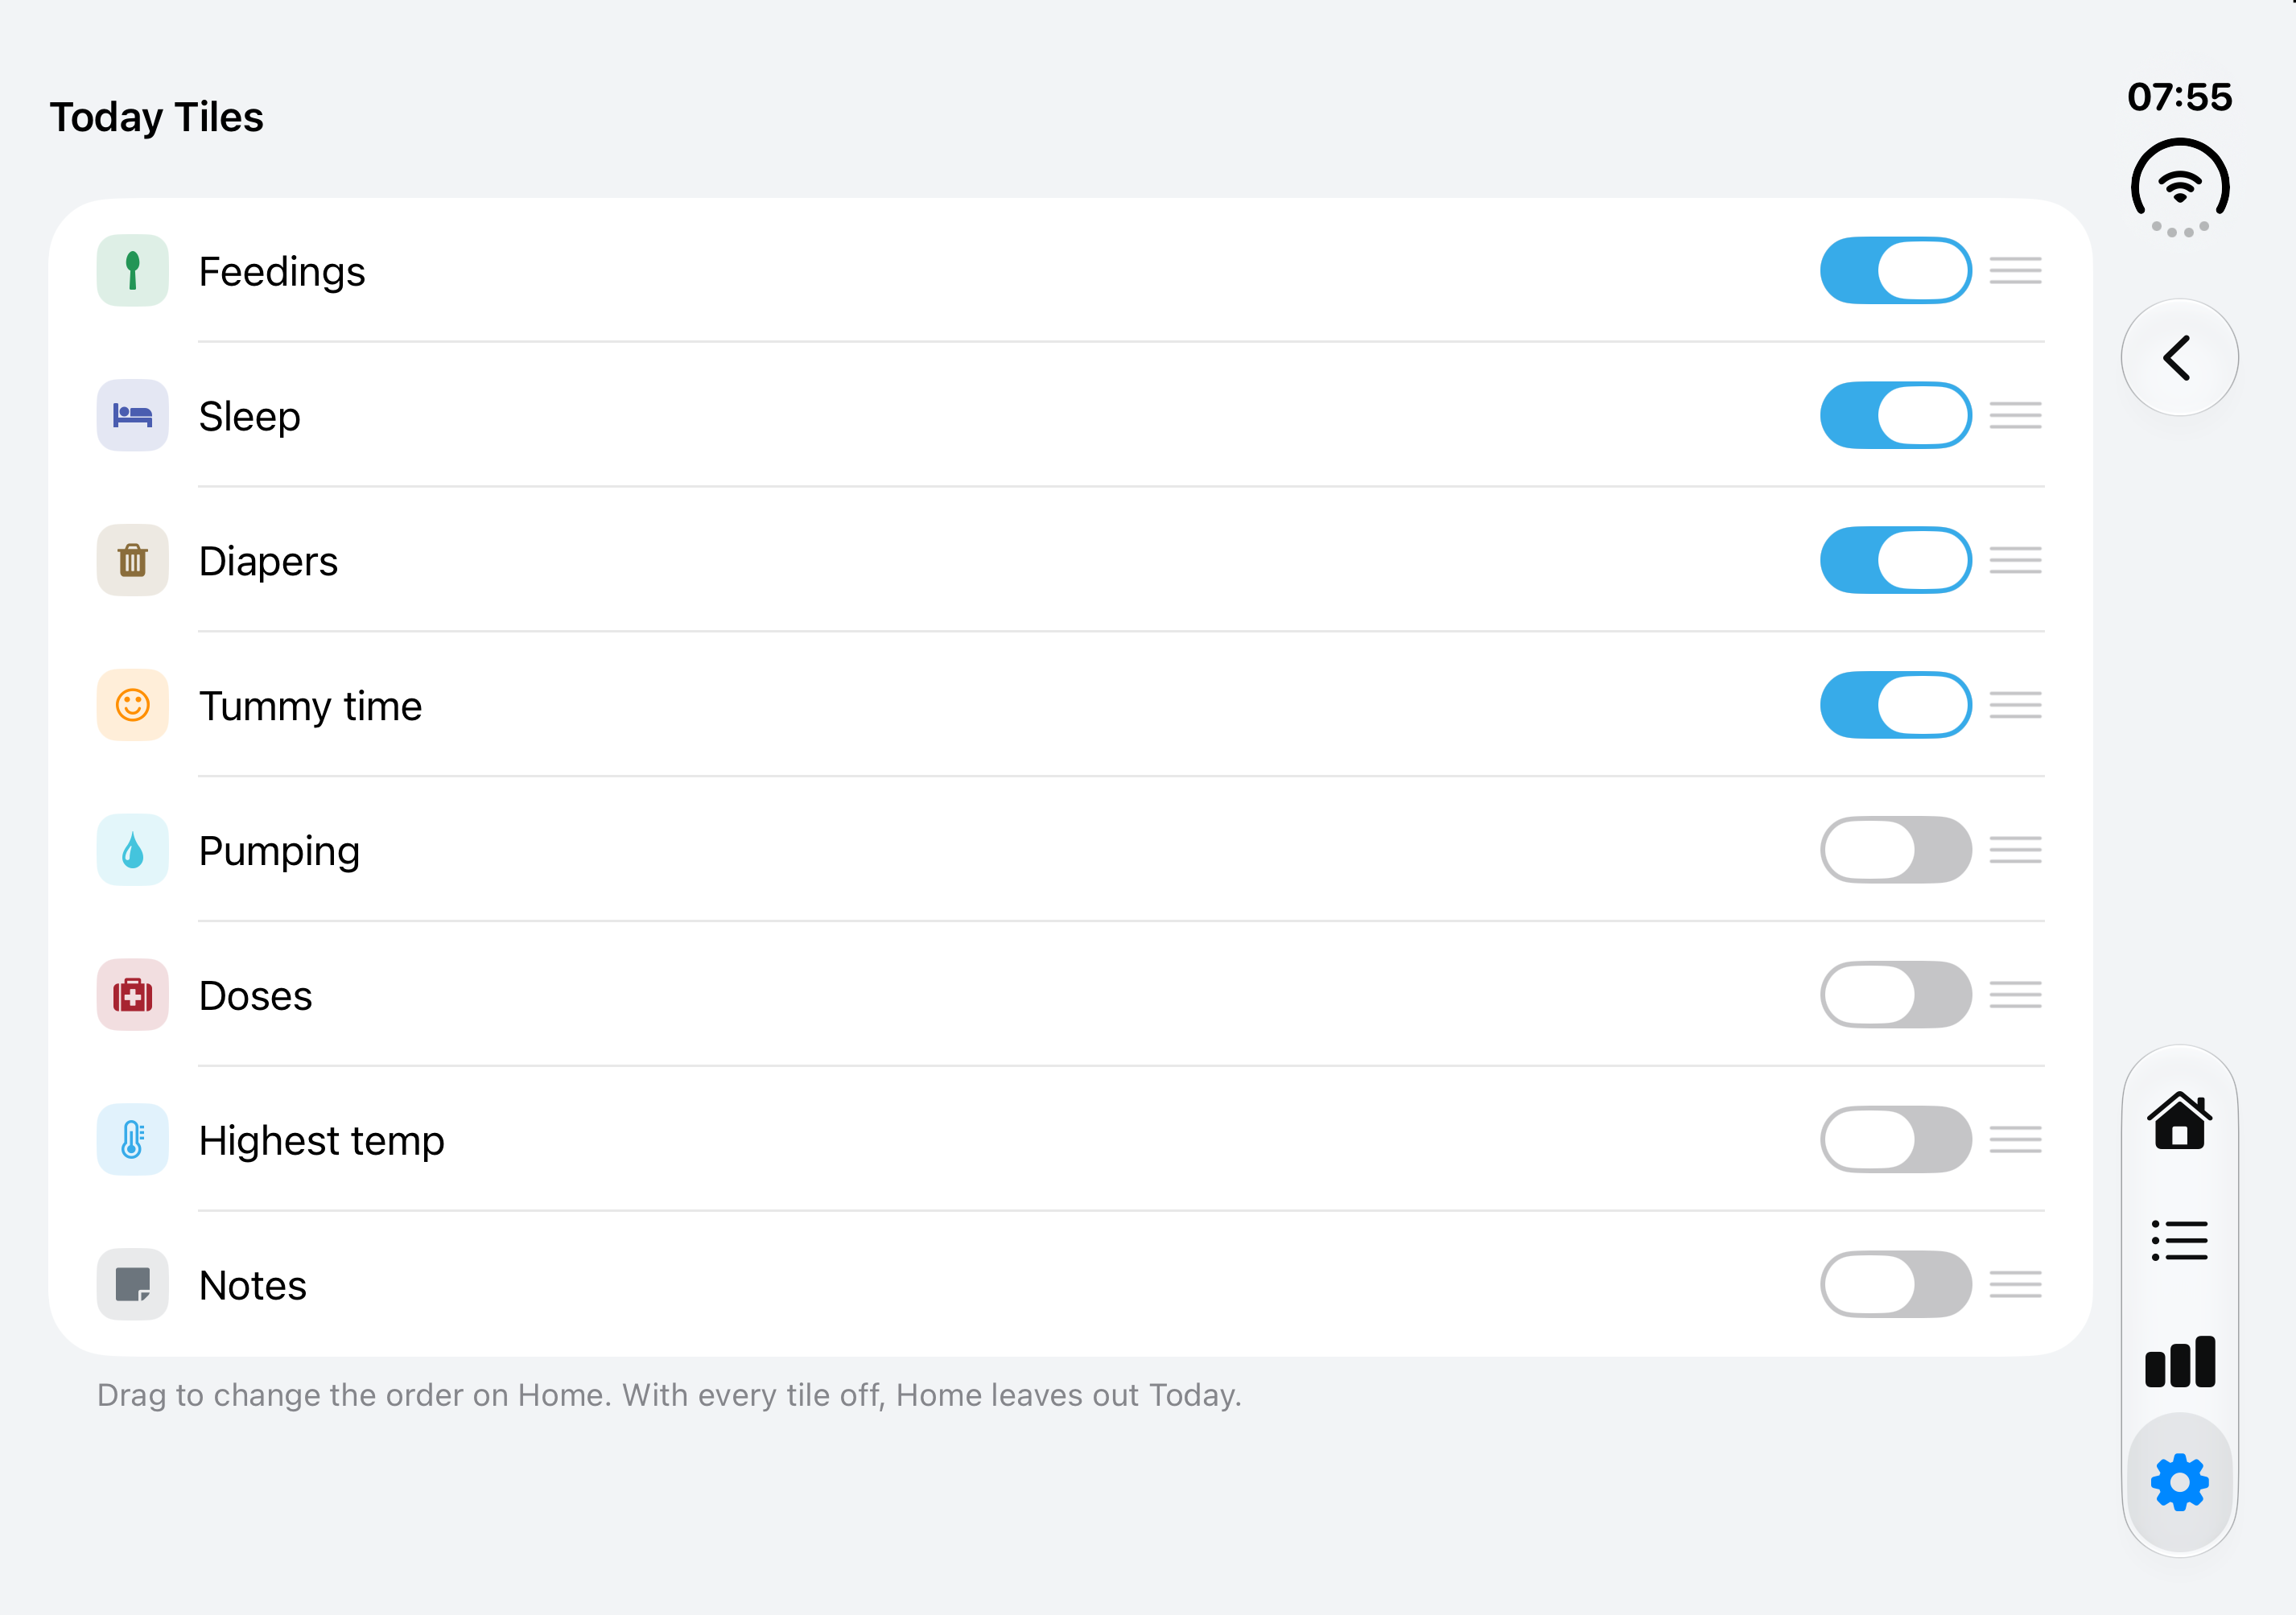 Today Tiles
07:55
Feedings
Sleep
Diapers
Tummy time
Pumping
Doses
Highest temp
Notes
Drag to change the order on Home. With every tile off, Home leaves out Today.